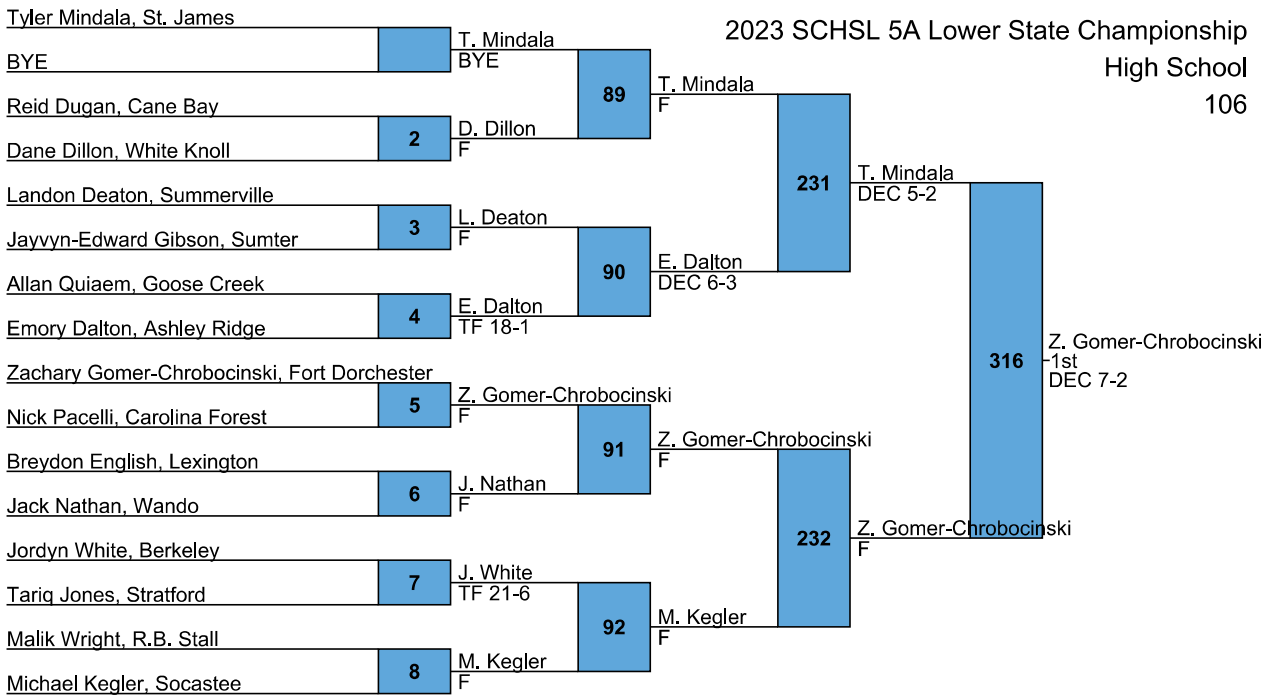 2023 SCHSL 5A Lower State Championship
High School
106
Tyler Mindala, St. James
BYE
Reid Dugan, Cane Bay
Dane Dillon, White Knoll
Landon Deaton, Summerville
Jayvyn-Edward Gibson, Sumter
Allan Quiaem, Goose Creek
Emory Dalton, Ashley Ridge
Zachary Gomer-Chrobocinski, Fort Dorchester
Nick Pacelli, Carolina Forest
Breydon English, Lexington
Jack Nathan, Wando
Jordyn White, Berkeley
Tariq Jones, Stratford
Malik Wright, R.B. Stall
Michael Kegler, Socastee
2
3
4
5
6
7
8
T. Mindala
BYE
D. Dillon
F
L. Deaton
F
E. Dalton
TF 18-1
Z. Gomer-Chrobocinski
F
J. Nathan
F
J. White
TF 21-6
M. Kegler
F
89
90
91
92
T. Mindala
F
E. Dalton
DEC 6-3
Z. Gomer-Chrobocinski
F
M. Kegler
F
231
232
T. Mindala
DEC 5-2
Z. Gomer-Chrobocinski
F
316
Z. Gomer-Chrobocinski
1st
DEC 7-2